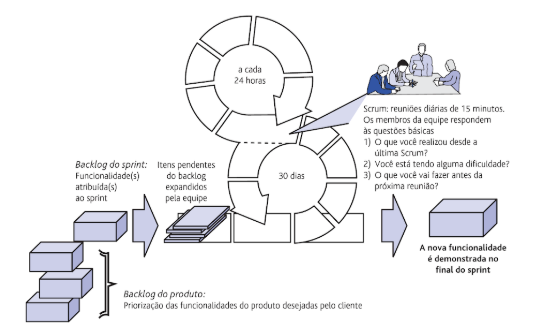 a cada
24 horas
Scrum: reuniões diárias de 15 minutos.
Os membros da equipe respondem
às questões básicas
1) O que você realizou desde a
última Scrum?
2) Você está tendo alguma dificuldade?
3) O que você vai fazer antes da
próxima reunião?
Backlog do sprint:
Funcionalidade(s)
atribuída(s)
ao sprint
Itens pendentes
do backlog
expandidos
pela equipe
30 dias
A nova funcionalidade
é demonstrada no
final do sprint
Backlog do produto:
Priorização das funcionalidades do produto desejadas pelo cliente